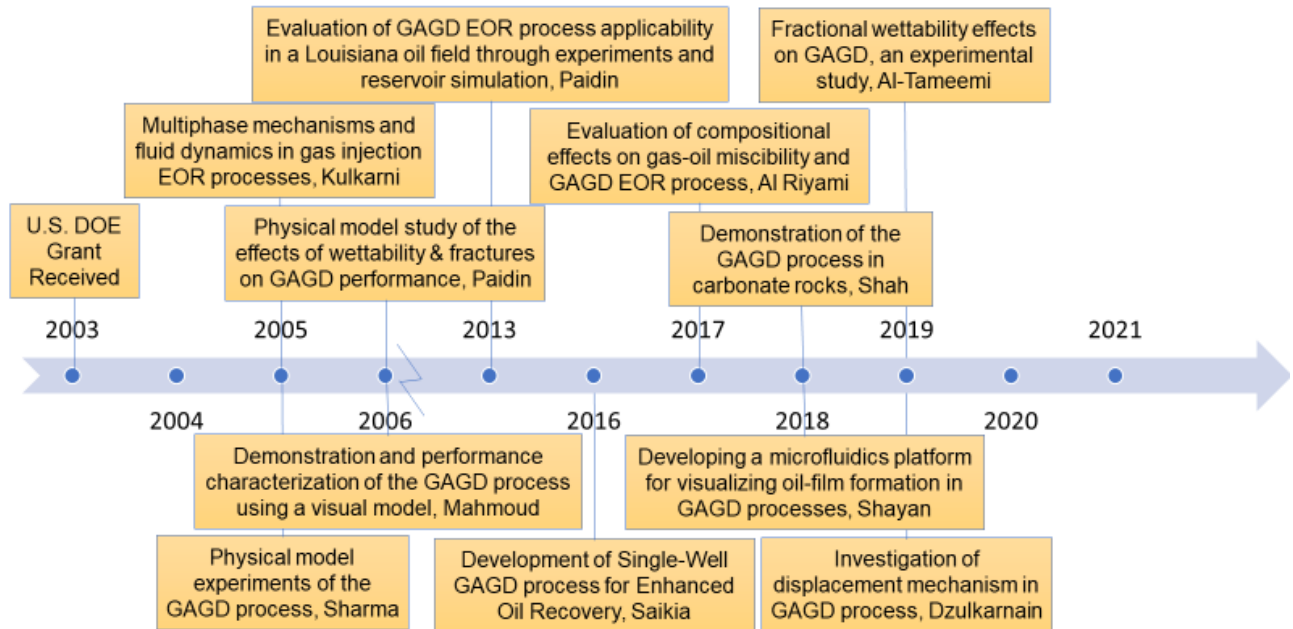 Evaluation of GAGD EOR process applicability
in a Louisiana oil field through experiments and
reservoir simulation, Paidin
Fractional wettability effects
on GAGD, an experimental
study, Al-Tameemi
Multiphase mechanisms and
fluid dynamics in gas injection
EOR processes, Kulkarni
Evaluation of compositional
effects on gas-oil miscibility and
GAGD EOR process, Al Riyami
U.S. DOE
Grant
Received
Physical model study of the
effects of wettability & fractures
on GAGD performance, Paidin
Demonstration of the
GAGD process in
carbonate rocks, Shah
2003
2005
2013
2017
2019
2021
2004
2006
2016
2018
2020
Demonstration and performance
characterization of the GAGD process
using a visual model, Mahmoud
Developing a microfluidics platform
for visualizing oil-film formation in
GAGD processes, Shayan
Physical model
experiments of the
GAGD process, Sharma
Development of Single-Well
GAGD process for Enhanced
Oil Recovery, Saikia
Investigation of
displacement mechanism in
GAGD process, Dzulkarnain